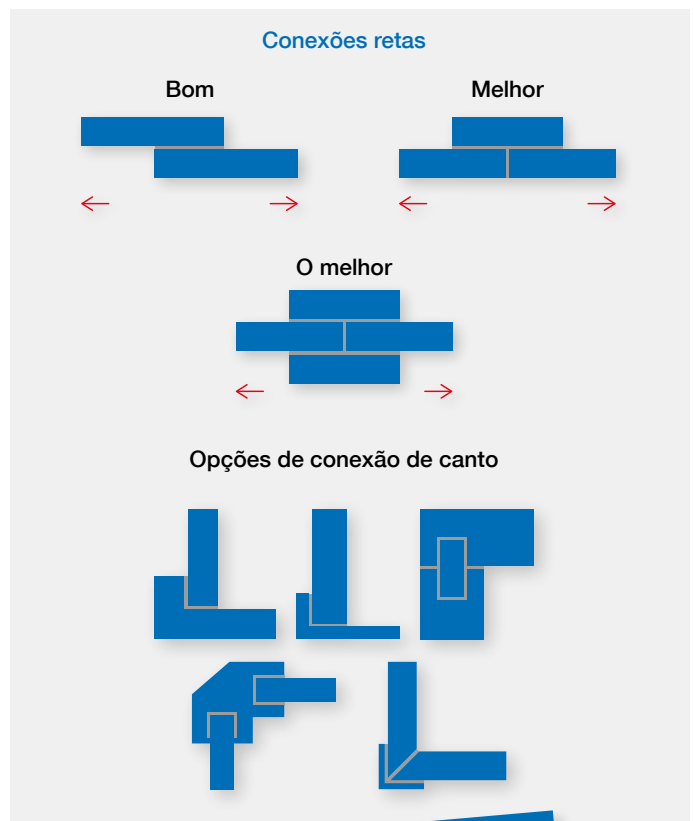 Conexões retas
Bom
Melhor
O melhor
Opções de conexão de canto